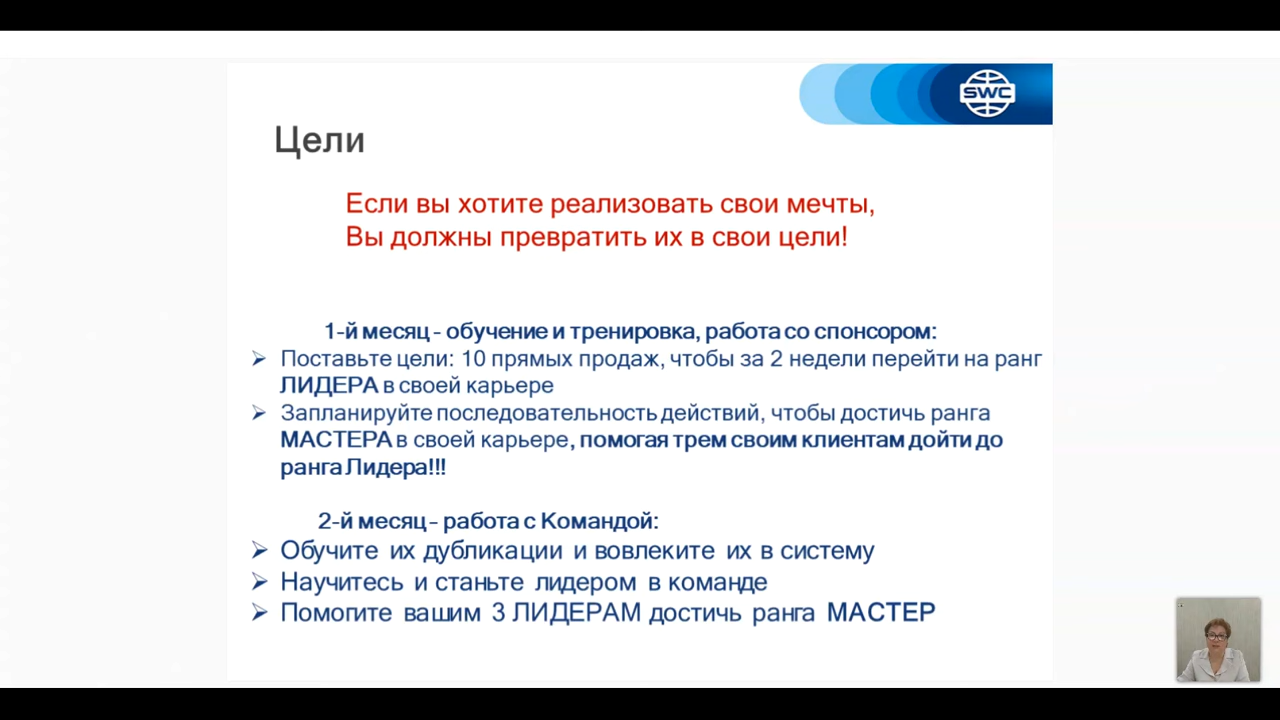 SWC
Цели
Если вы хотите реализовать свои мечты,
Вы должны превратить их в свои цели!
1-й месяц - обучение и тренировка, работа со спонсором:
Поставьте цели: 10 прямых продаж, чтобы за 2 недели перейти на ранг
ЛИДЕРА в своей карьере
Запланируйте последовательность действий, чтобы достичь ранга
МАСТЕРА в своей карьере, помогая трем своим клиентам дойти до
ранга Лидера!!!
2-й месяц - работа с Командой:
Обучите их дубликации и вовлеките их в систему
Научитесь и станьте лидером в команде
Помогите вашим 3 ЛИДЕРАМ достичь ранга МАСТЕР